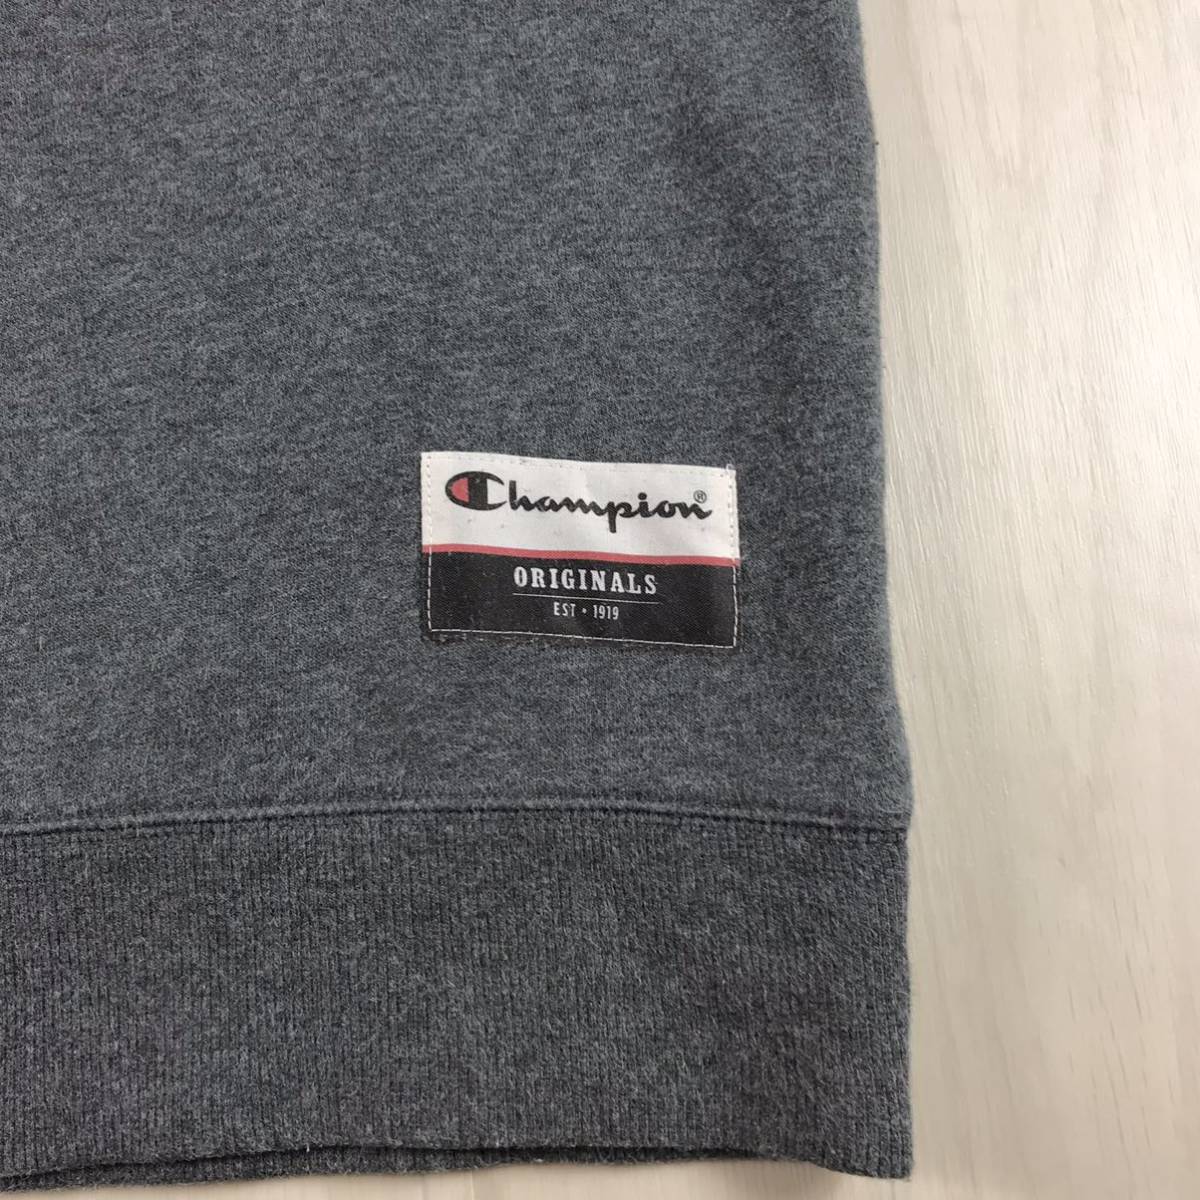 Champion®
ORIGINALS
EST • 1919